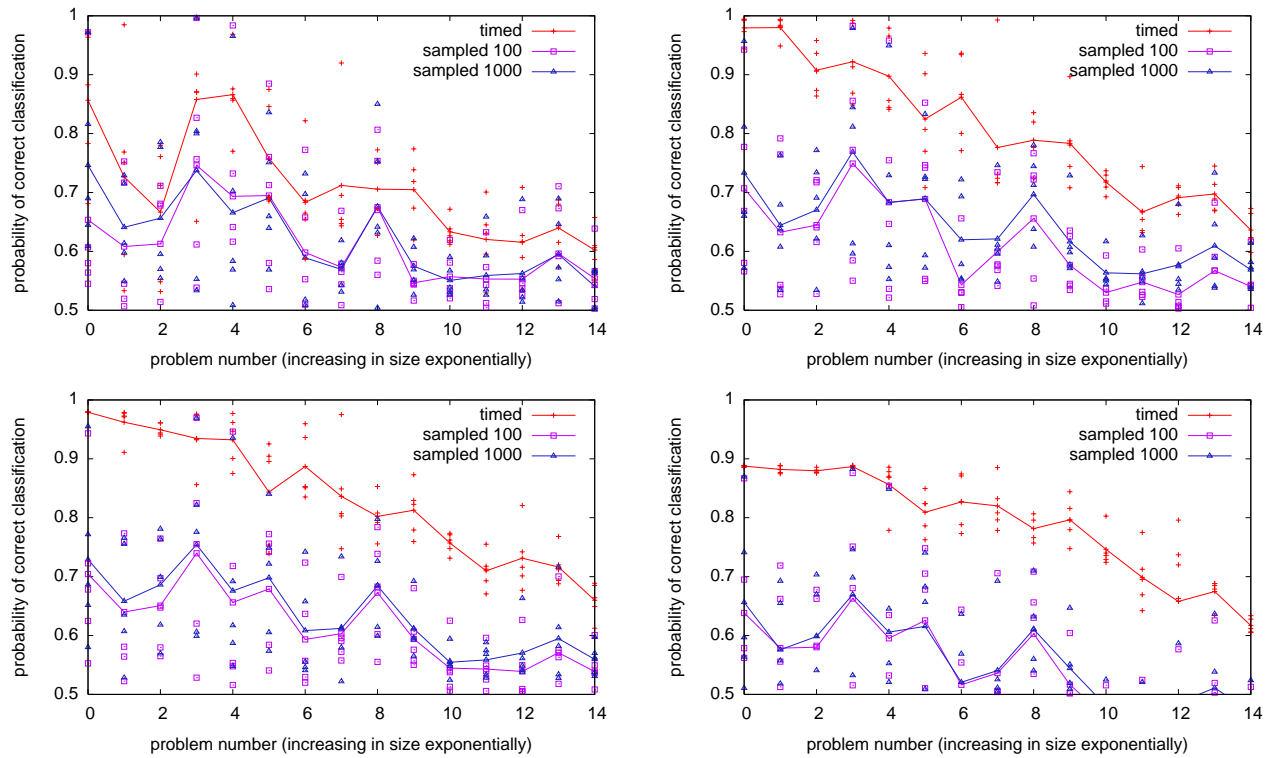 1
0.9
0.8
0.7
0.6
0.5
0 2 4 6 8 10 12 14
probability of correct classification
problem number (increasing in size exponentially)
timed
sampled 100
sampled 1000
1
0.9
0.8
0.7
0.6
0.5
0 2 4 6 8 10 12 14
probability of correct classification
problem number (increasing in size exponentially)
timed
sampled 100
sampled 1000
1
0.9
0.8
0.7
0.6
0.5
0 2 4 6 8 10 12 14
probability of correct classification
problem number (increasing in size exponentially)
timed
sampled 100
sampled 1000
1
0.9
0.8
0.7
0.6
0.5
0 2 4 6 8 10 12 14
probability of correct classification
problem number (increasing in size exponentially)
timed
sampled 100
sampled 1000